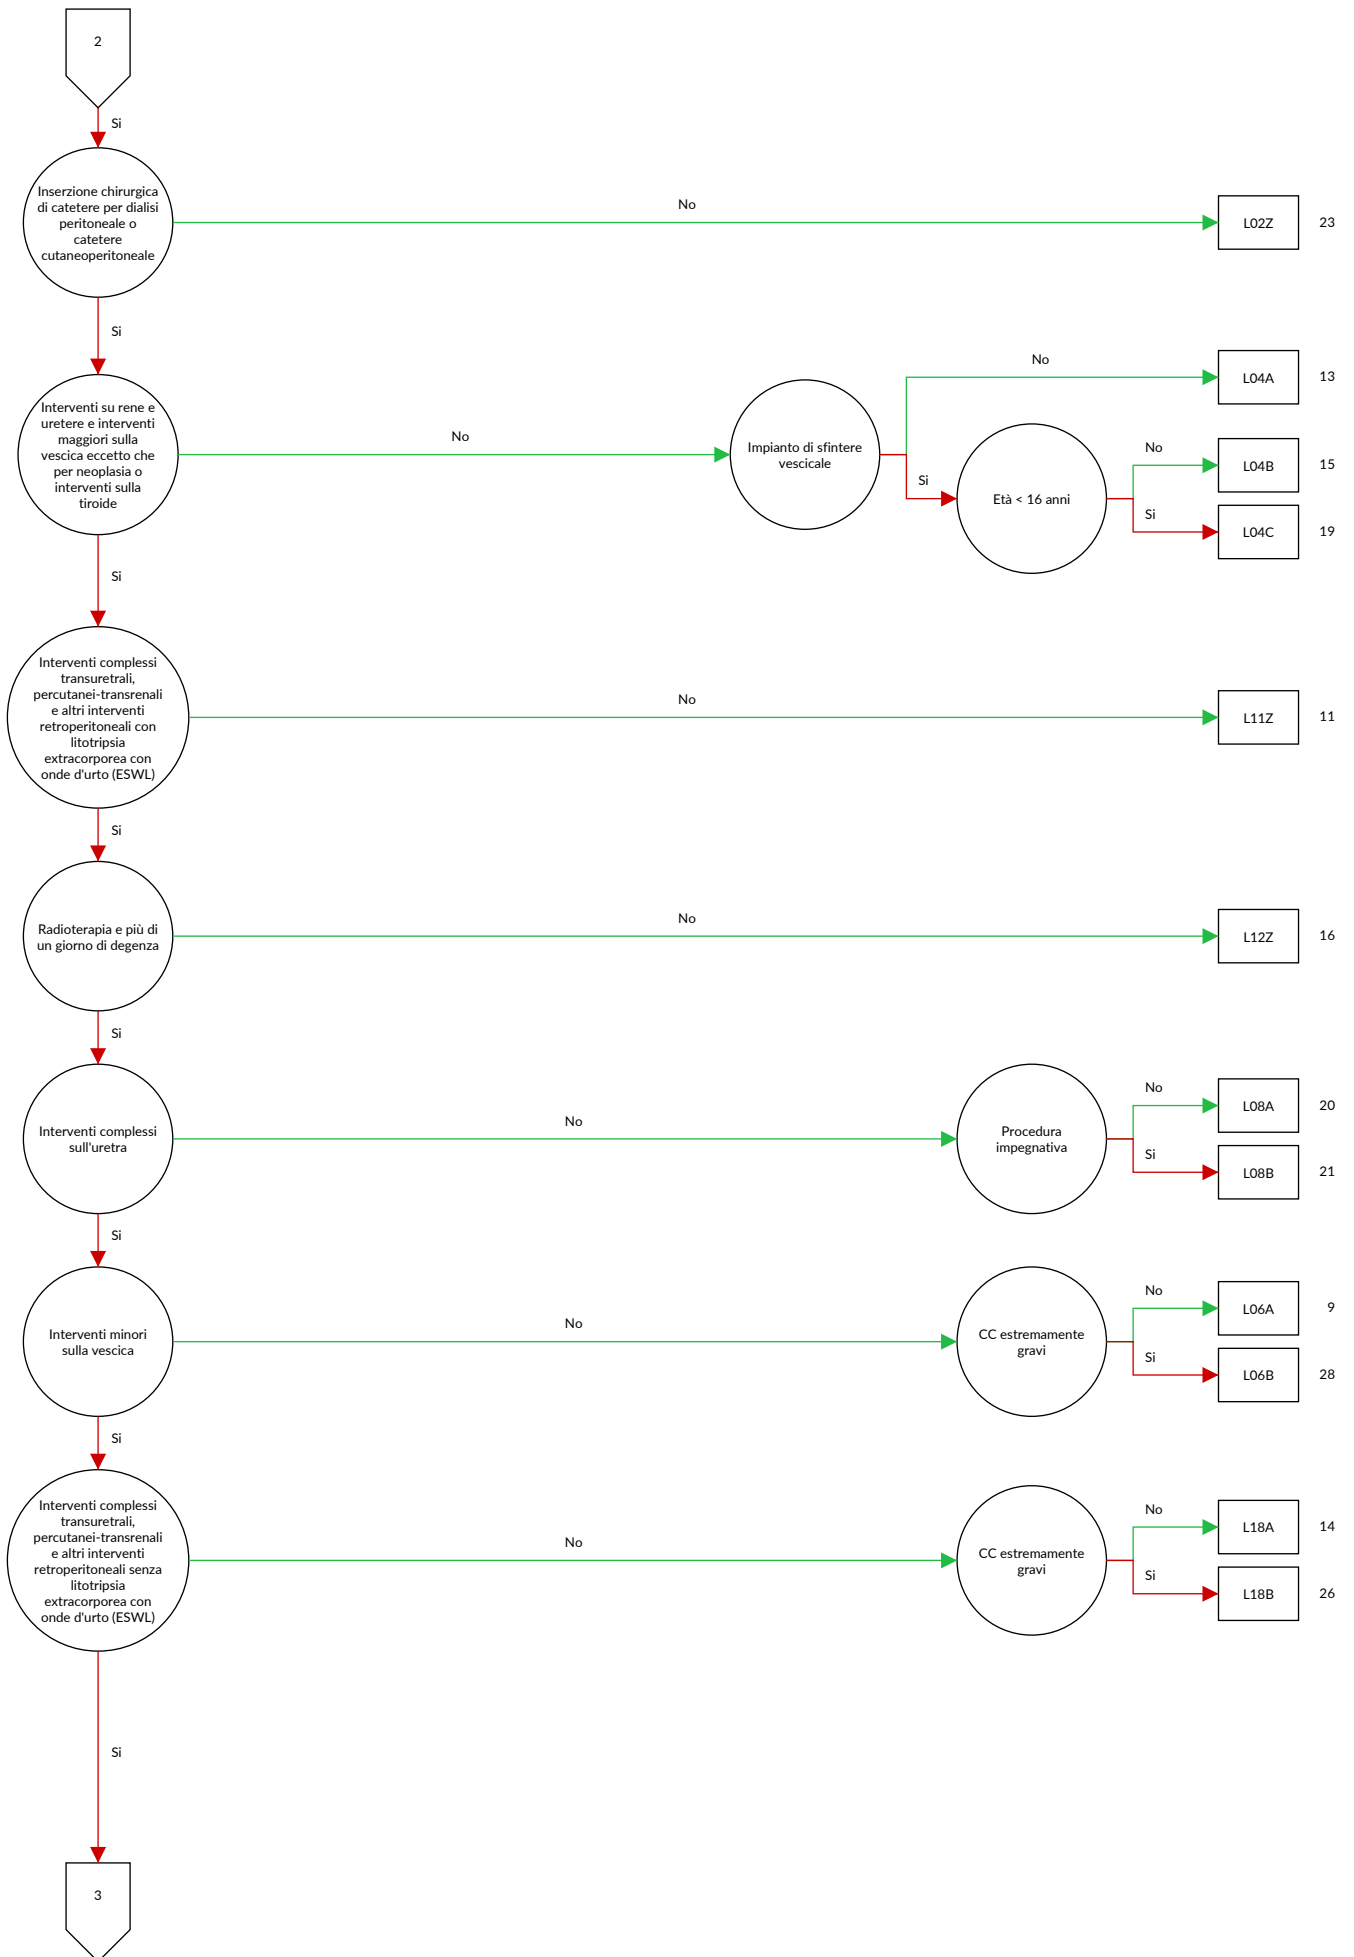 2
Si
Inserzione chirurgica
di catetere per dialisi
peritoneale o
catetere
cutaneoperitoneale
No
L02Z
23
Si
Interventi su rene e
uretere e interventi
maggiori sulla
vescica eccetto che
per neoplasia o
interventi sulla
tiroide
No
Impianto di sfintere
vescicale
No
L04A
13
Si
Età < 16 anni
No
L04B
15
Si
L04C
19
Si
Interventi complessi
transuretrali,
percutanei-transrenali
e altri interventi
retroperitoneali con
litotripsia
extracorporea con
onde d'urto (ESWL)
No
L11Z
11
Si
Radioterapia e più di
un giorno di degenza
No
L12Z
16
Si
Interventi complessi
sull'uretra
No
Procedura
impegnativa
No
L08A
20
Si
L08B
21
Si
Interventi minori
sulla vescica
No
CC estremamente
gravi
No
L06A
9
Si
L06B
28
Si
Interventi complessi
transuretrali,
percutanei-transrenali
e altri interventi
retroperitoneali senza
litotripsia
extracorporea con
onde d'urto (ESWL)
No
CC estremamente
gravi
No
L18A
14
Si
L18B
26
Si
3